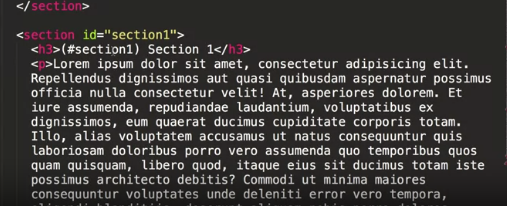 </section>
<section id="section1">
<h3>(#section1) Section 1</h3>
<p>Lorem ipsum dolor sit amet, consectetur adipisicing elit.
Repellendus dignissimos aut quasi quibusdam aspernatur possimus
officia nulla consectetur velit! At, asperiores dolorem. Et
iure assumenda, repudiandae laudantium, voluptatibus ex
dignissimos, eum quaerat ducimus cupiditate corporis totam.
Illo, alias voluptatem accusamus ut natus consequuntur quis
laboriosam doloribus porro vero assumenda quo temporibus quos
quam quisquam, libero quod, itaque eius sit ducimus totam iste
possimus architecto debitis? Commodi ut minima maiores
consequuntur voluptates unde deleniti error vero tempora,